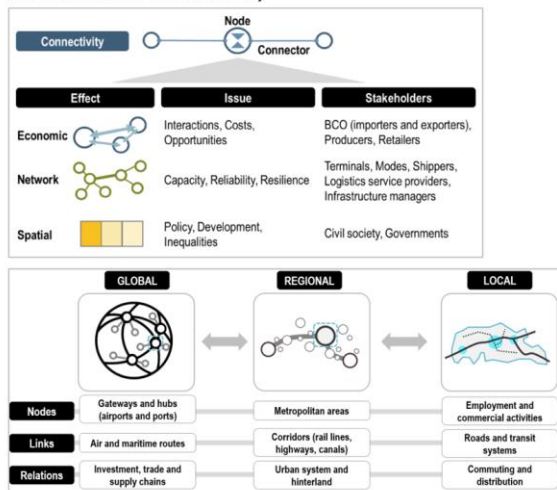 Node
Connectivity
Connector
Effect
Issue
Stakeholders
Economic
Interactions, Costs,
Opportunities
BCO (importers and exporters),
Producers, Retailers
Network
Capacity, Reliability, Resilience
Terminals, Modes, Shippers,
Logistics service providers,
Infrastructure managers
Spatial
Policy, Development,
Inequalities
Civil society, Governments
GLOBAL
REGIONAL
LOCAL
Nodes
Gateways and hubs
(airports and ports)
Metropolitan areas
Employment and
commercial activities
Links
Air and maritime routes
Corridors (rail lines,
highways, canals)
Roads and transit
systems
Relations
Investment, trade and
supply chains
Urban system and
hinterland
Commuting and
distribution